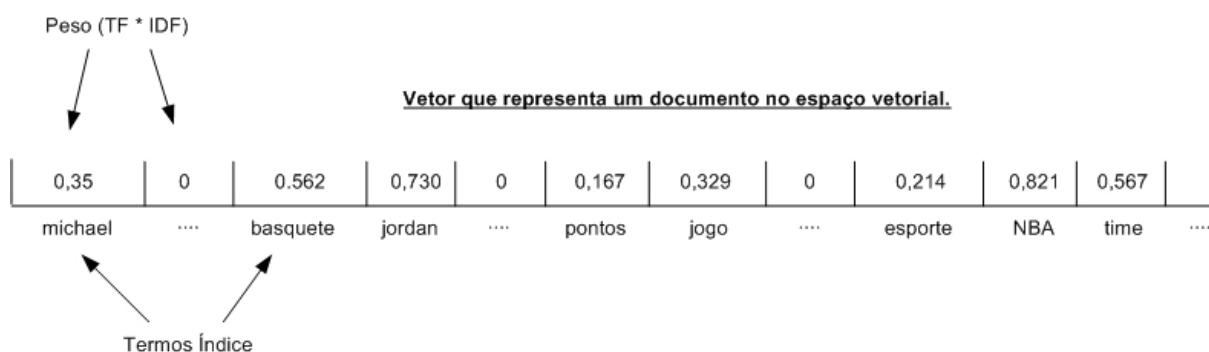 Peso (TF * IDF)
Vetor que representa um documento no espaço vetorial.
0,35 0 0.562 0,730 0 0,167 0,329 0 0,214 0,821 0,567
michael .... basquete jordan .... pontos jogo .... esporte NBA time ....
Termos Índice